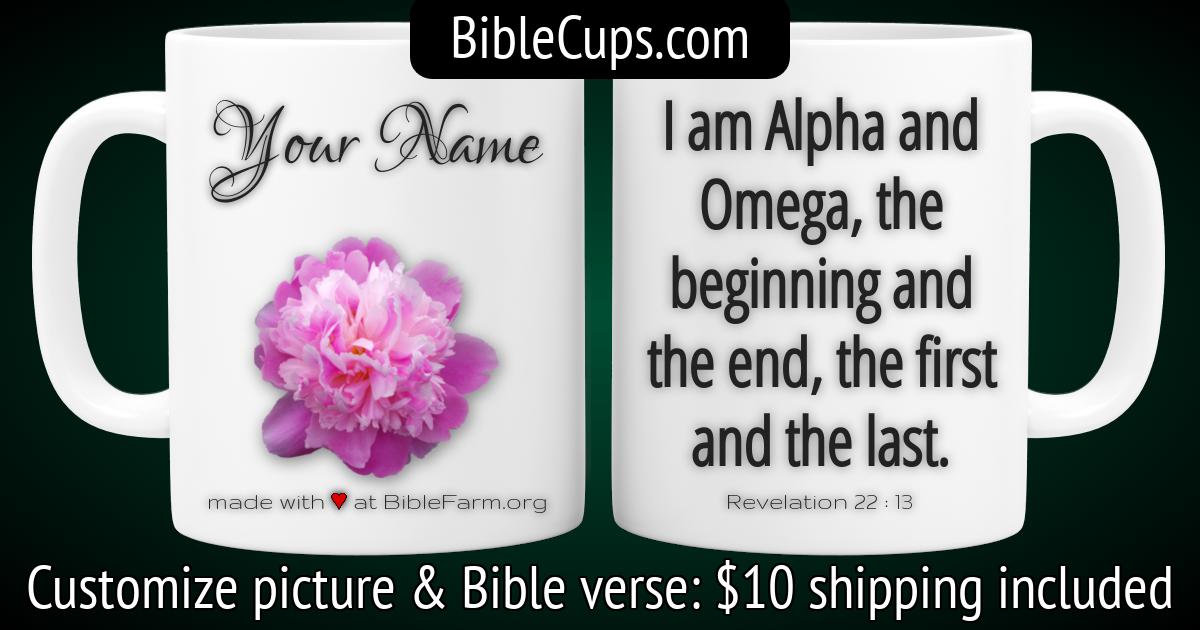 BibleCups.com
Your Name
made with ♥ at BibleFarm.org
I am Alpha and
Omega, the
beginning and
the end, the first
and the last.
Revelation 22 : 13
Customize picture & Bible verse: $10 shipping included